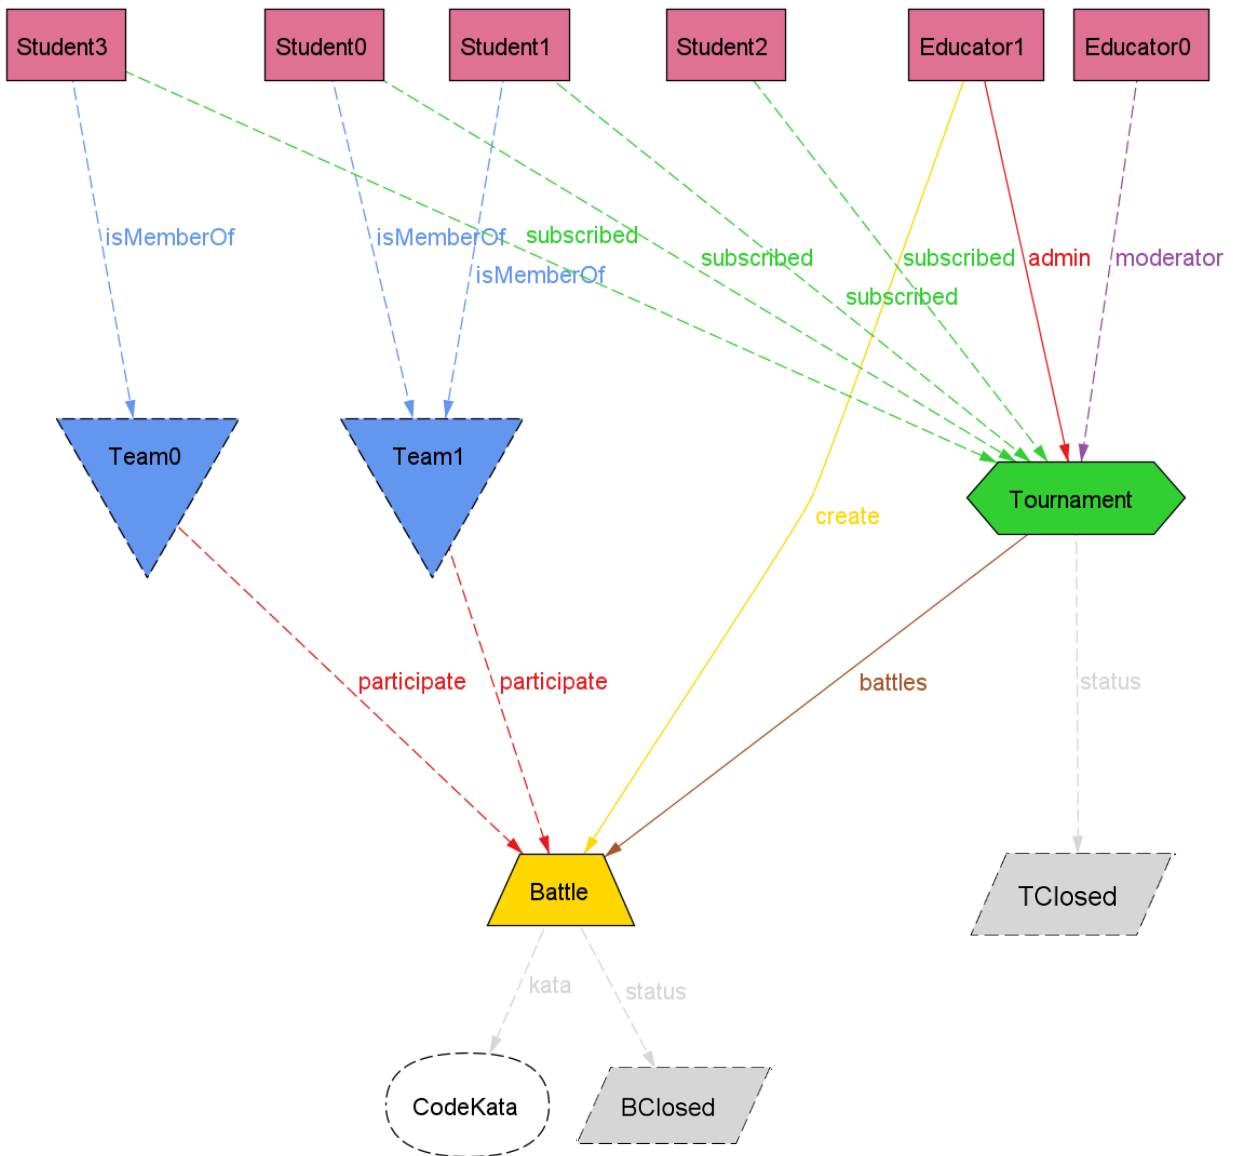 Student3
Student0
Student1
Student2
Educator1
Educator0
isMemberOf
isMemberOf
subscribed
subscribed
subscribed
admin
moderator
isMemberOf
subscribed
Team0
Team1
Tournament
create
participate
participate
battles
status
Battle
TClosed
kata
status
CodeKata
BClosed